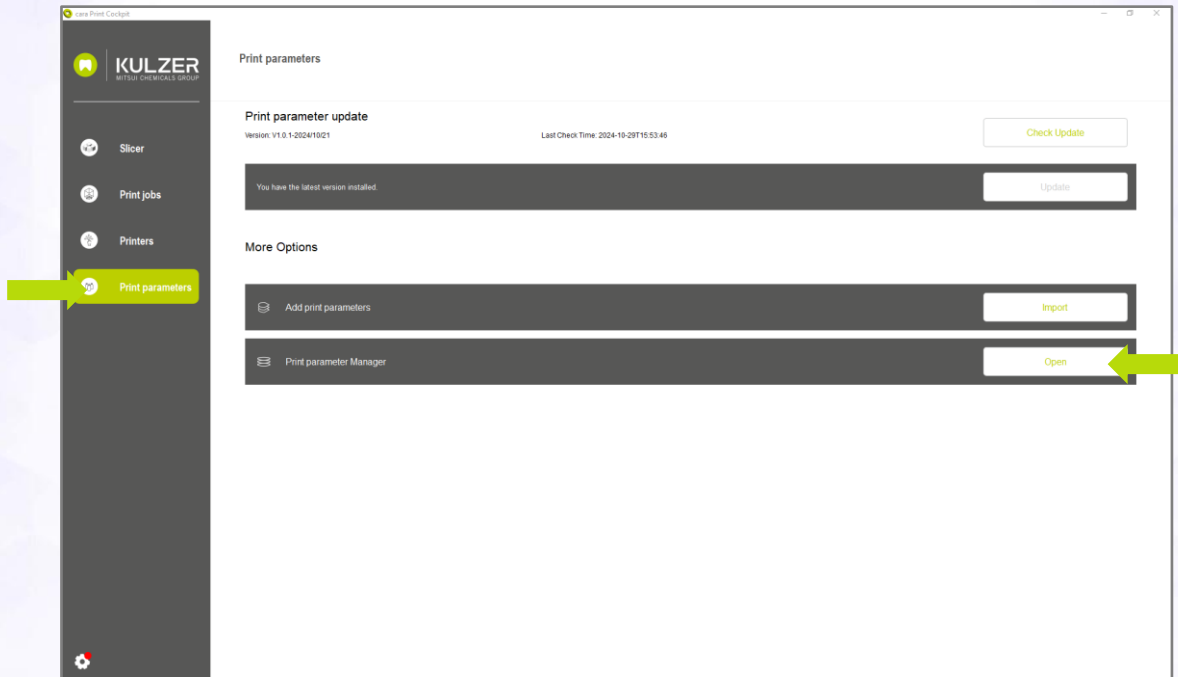 cara Print Cockpit
KULZER
MITSUI CHEMICALS GROUP
Slicer
Print jobs
Printers
Print parameters
Print parameters
Print parameter update
Version: V1.0.1-2024/10/21
Last Check Time: 2024-10-29T15:53:46
Check Update
You have the latest version installed.
Update
More Options
Add print parameters
Import
Print parameter Manager
Open